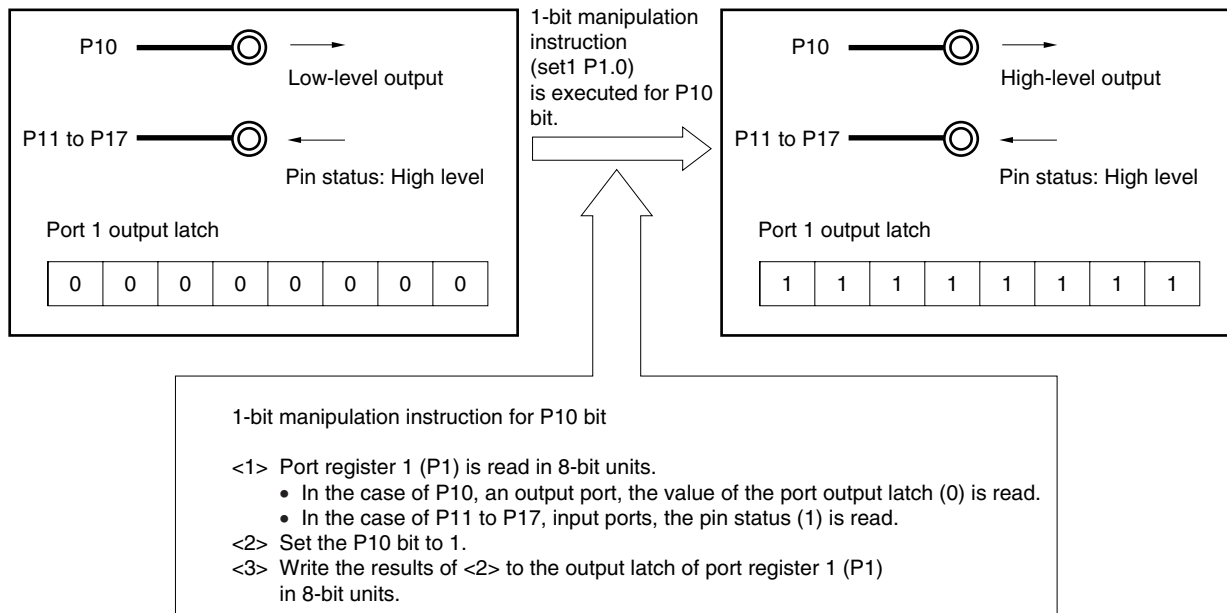 P10
Low-level output
P11 to P17
Pin status: High level
Port 1 output latch
0 0 0 0 0 0 0 0
1-bit manipulation
instruction
(set1 P1.0)
is executed for P10
bit.
P10
High-level output
P11 to P17
Pin status: High level
Port 1 output latch
1 1 1 1 1 1 1 1
1-bit manipulation instruction for P10 bit
<1> Port register 1 (P1) is read in 8-bit units.
• In the case of P10, an output port, the value of the port output latch (0) is read.
• In the case of P11 to P17, input ports, the pin status (1) is read.
<2> Set the P10 bit to 1.
<3> Write the results of <2> to the output latch of port register 1 (P1)
in 8-bit units.